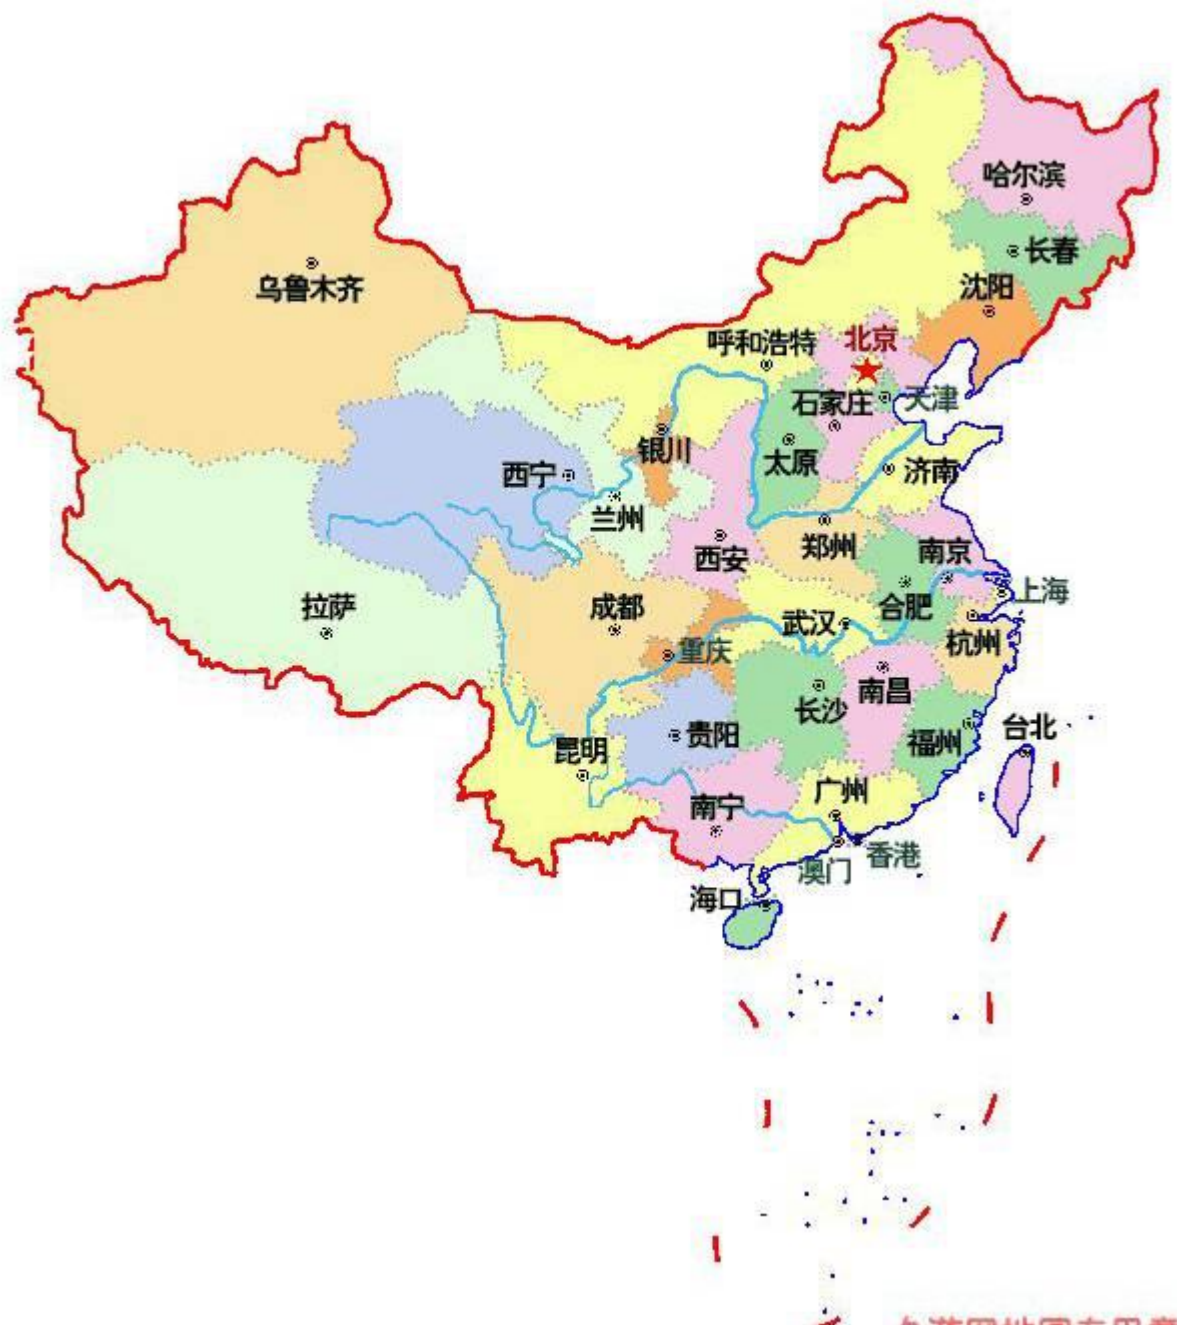 哈尔滨
长春
乌鲁木齐
沈阳
呼和浩特
北京
石家庄
天津
银川
太原
济南
西宁
兰州
西安
郑州
南京
拉萨
成都
武汉
合肥
上海
重庆
杭州
南昌
长沙
贵阳
福州
台北
昆明
南宁
广州
香港
澳门
海口